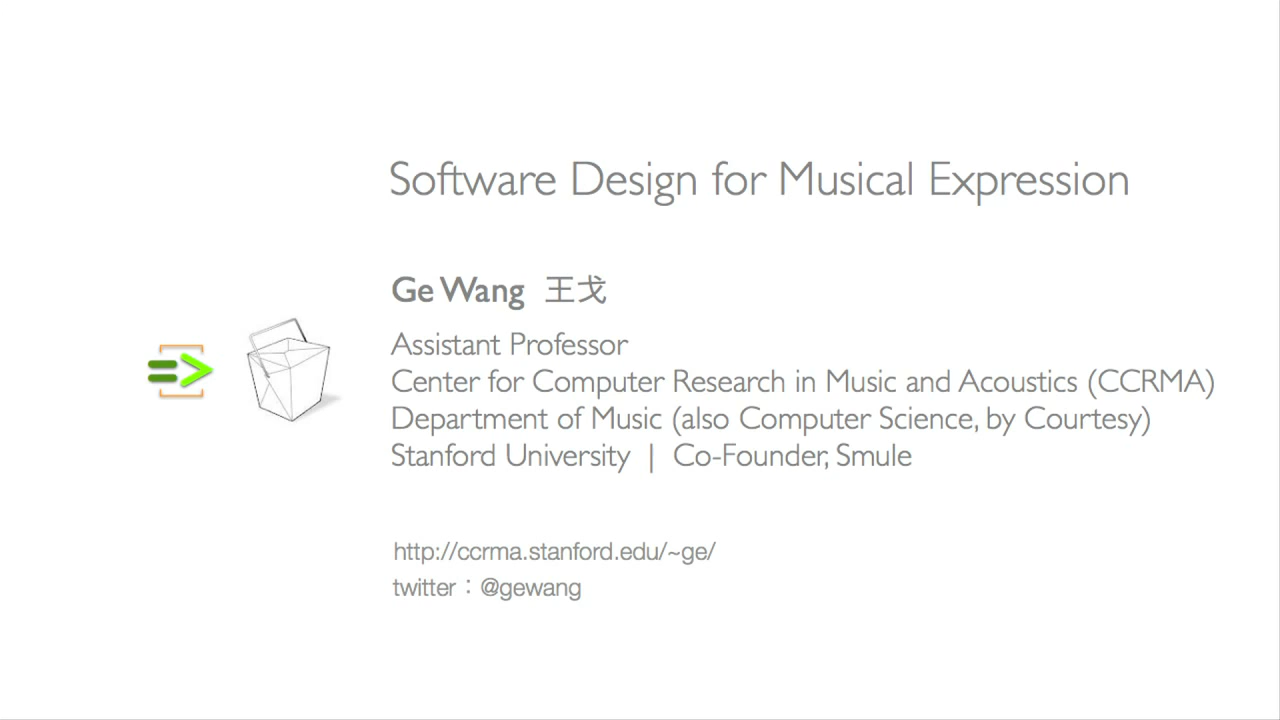 Software Design for Musical Expression
Ge Wang 王戈
Assistant Professor
Center for Computer Research in Music and Acoustics (CCRMA)
Department of Music (also Computer Science, by Courtesy)
Stanford University | Co-Founder, Smule
http://ccrma.stanford.edu/~ge/
twitter：@gewang